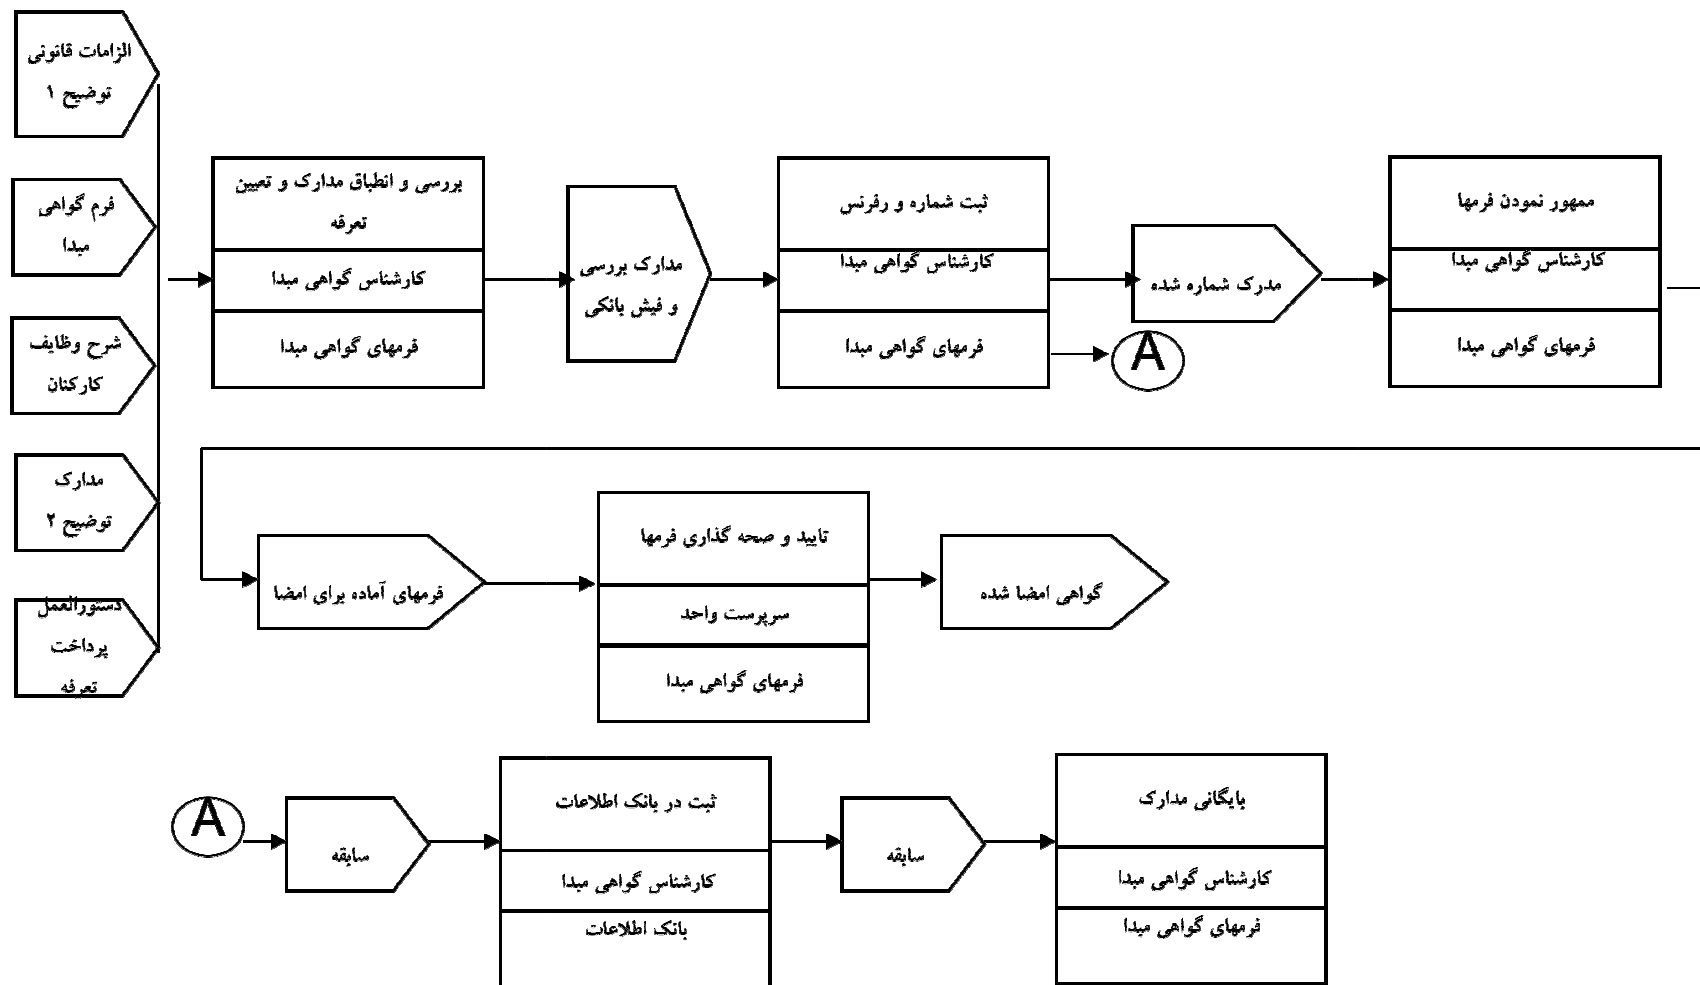 الزامات قانونی
توضیح ۱
فرم گواهی
مبدا
شرح وظایف
کارکنان
مدارک
توضیح ۲
دستورالعمل
پرداخت
تعرفه
بررسی و انطباق مدارک و تعیین
تعرفه
کارشناس گواهی مبدا
فرمهای گواهی مبدا
مدارک بررسی
و فیش بانکی
ثبت شماره و رفرنس
کارشناس گواهی مبدا
فرمهای گواهی مبدا
مدرک شماره شده
A
ممهور نمودن فرمها
کارشناس گواهی مبدا
فرمهای گواهی مبدا
فرمهای آماده برای امضا
تایید و صحه گذاری فرمها
سرپرست واحد
فرمهای گواهی مبدا
گواهی امضا شده
A
سابقه
ثبت در بانک اطلاعات
کارشناس گواهی مبدا
بانک اطلاعات
سابقه
بایگانی مدارک
کارشناس گواهی مبدا
فرمهای گواهی مبدا